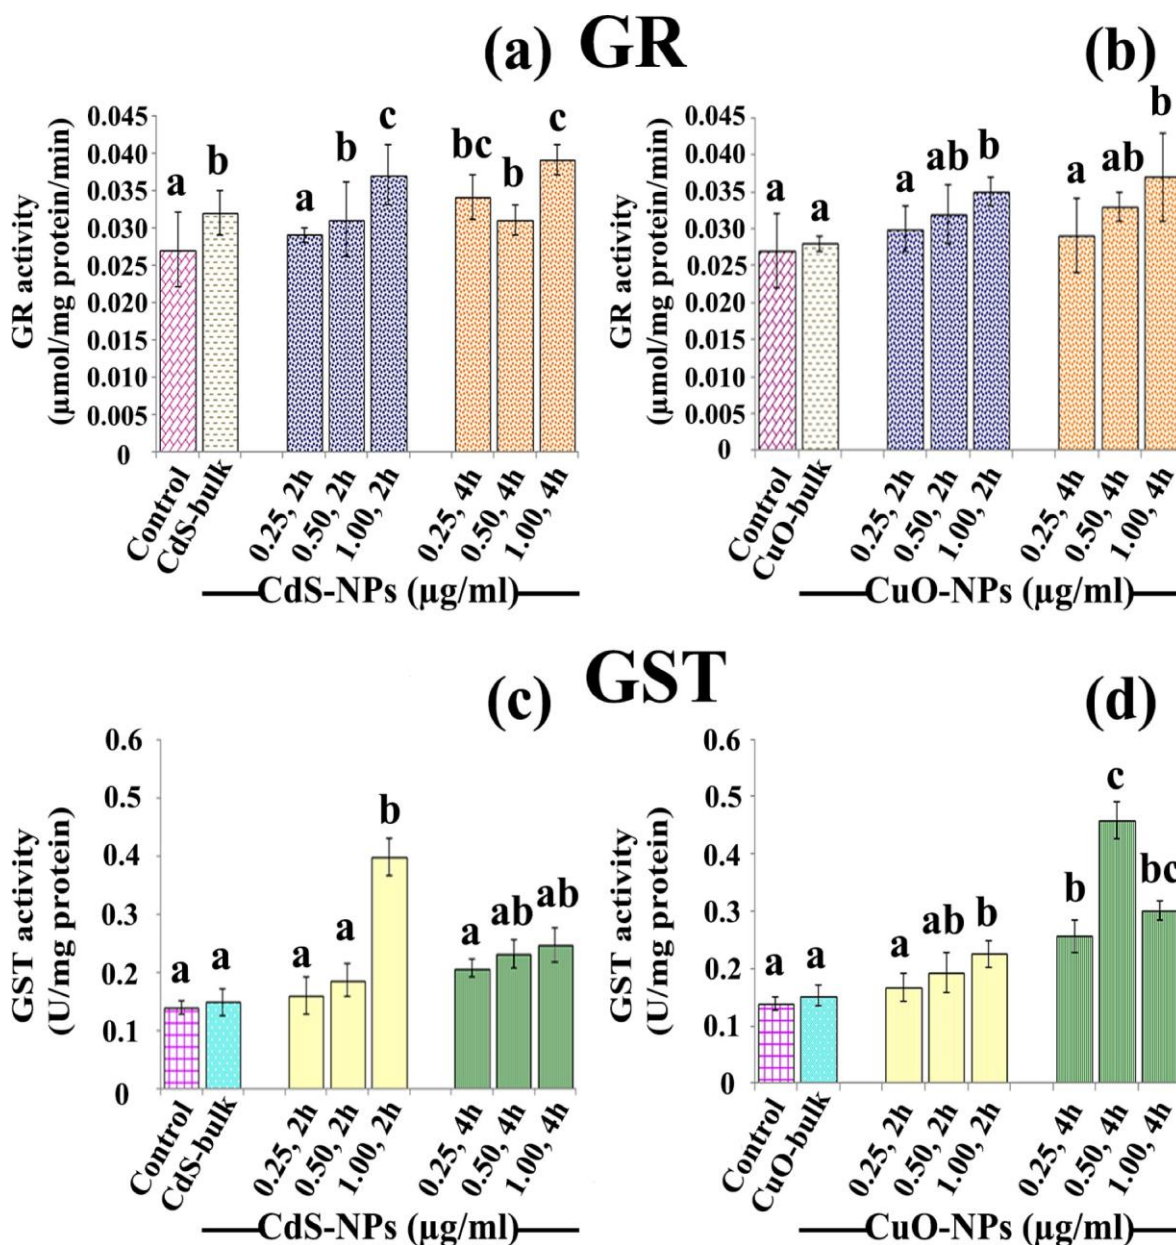 GR
(a)
GR activity
(μmol/mg protein/min)
0.045
0.040
0.035
0.030
0.025
0.020
0.015
0.010
0.005
0
a
b
a
b
c
bc
b
c
Control
CdS-bulk
0.25, 2h
0.50, 2h
1.00, 2h
0.25, 4h
0.50, 4h
1.00, 4h
CdS-NPs (μg/ml)
(b)
GR activity
(μmol/mg protein/min)
0.045
0.040
0.035
0.030
0.025
0.020
0.015
0.010
0.005
0
a
a
a
ab
b
a
ab
b
Control
CuO-bulk
0.25, 2h
0.50, 2h
1.00, 2h
0.25, 4h
0.50, 4h
1.00, 4h
CuO-NPs (μg/ml)
GST
(c)
GST activity
(U/mg protein)
0.6
0.5
0.4
0.3
0.2
0.1
0
a
a
a
a
b
a
ab
ab
Control
CdS-bulk
0.25, 2h
0.50, 2h
1.00, 2h
0.25, 4h
0.50, 4h
1.00, 4h
CdS-NPs (μg/ml)
(d)
GST activity
(U/mg protein)
0.6
0.5
0.4
0.3
0.2
0.1
0
a
a
a
ab
b
b
c
bc
Control
CuO-bulk
0.25, 2h
0.50, 2h
1.00, 2h
0.25, 4h
0.50, 4h
1.00, 4h
CuO-NPs (μg/ml)